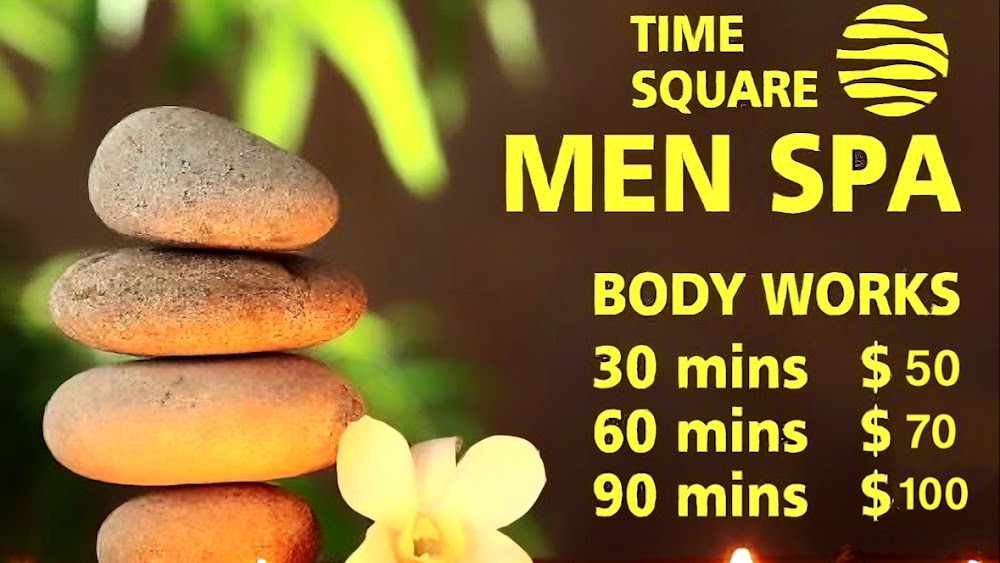 TIME
SQUARE
MEN SPA
BODY WORKS
30 mins $ 50
60 mins $ 70
90 mins $ 100